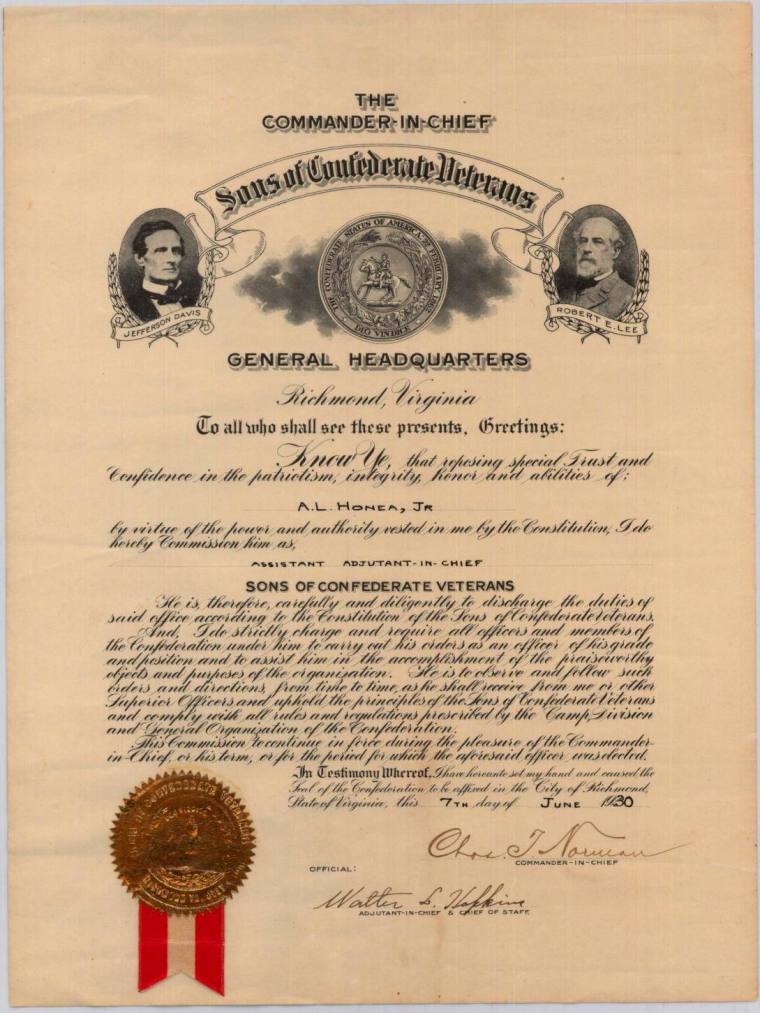 THE
COMMANDER-IN-CHIEF
Sons of Confederate Veterans
THE CONFEDERATE STATES OF AMERICA: 22 FEBRUARY 1862
DEO VINDICE
JEFFERSON DAVIS
ROBERT E. LEE
GENERAL HEADQUARTERS
Richmond, Virginia
To all who shall see these presents, Greetings:
Know Ye, that reposing special Trust and
Confidence in the patriotism, integrity, honor and abilities of:
A.L. HONEA, JR
by virtue of the power and authority vested in me by the Constitution, I do
hereby Commission him as,
ASSISTANT ADJUTANT-IN-CHIEF
SONS OF CONFEDERATE VETERANS
He is, therefore, carefully and diligently to discharge the duties of
said office according to the Constitution of the Sons of Confederate Veterans.
And, I do strictly charge and require all officers and members of
the Confederation under him to carry out his orders as an officer of his grade
and position and to assist him in the accomplishment of the praiseworthy
objects and purposes of the organization. He is to observe and follow such
orders and directions, from time to time, as he shall receive from me or other
Superior Officers and uphold the principles of the Sons of Confederate Veterans
and comply with all rules and regulations prescribed by the Camp, Division
and General Organization of the Confederation.
This Commission to continue in force during the pleasure of the Commander-
in-Chief, or his term, or for the period for which the aforesaid officer was elected.
In Testimony Whereof, I have hereunto set my hand and caused the
Seal of the Confederation to be affixed in the City of Richmond,
State of Virginia, this 7TH day of JUNE 1930
Chas. T. Norman
COMMANDER-IN-CHIEF
OFFICIAL:
Walter L. Hopkins
ADJUTANT-IN-CHIEF & CHIEF OF STAFF.
CONFEDERATE VETERANS